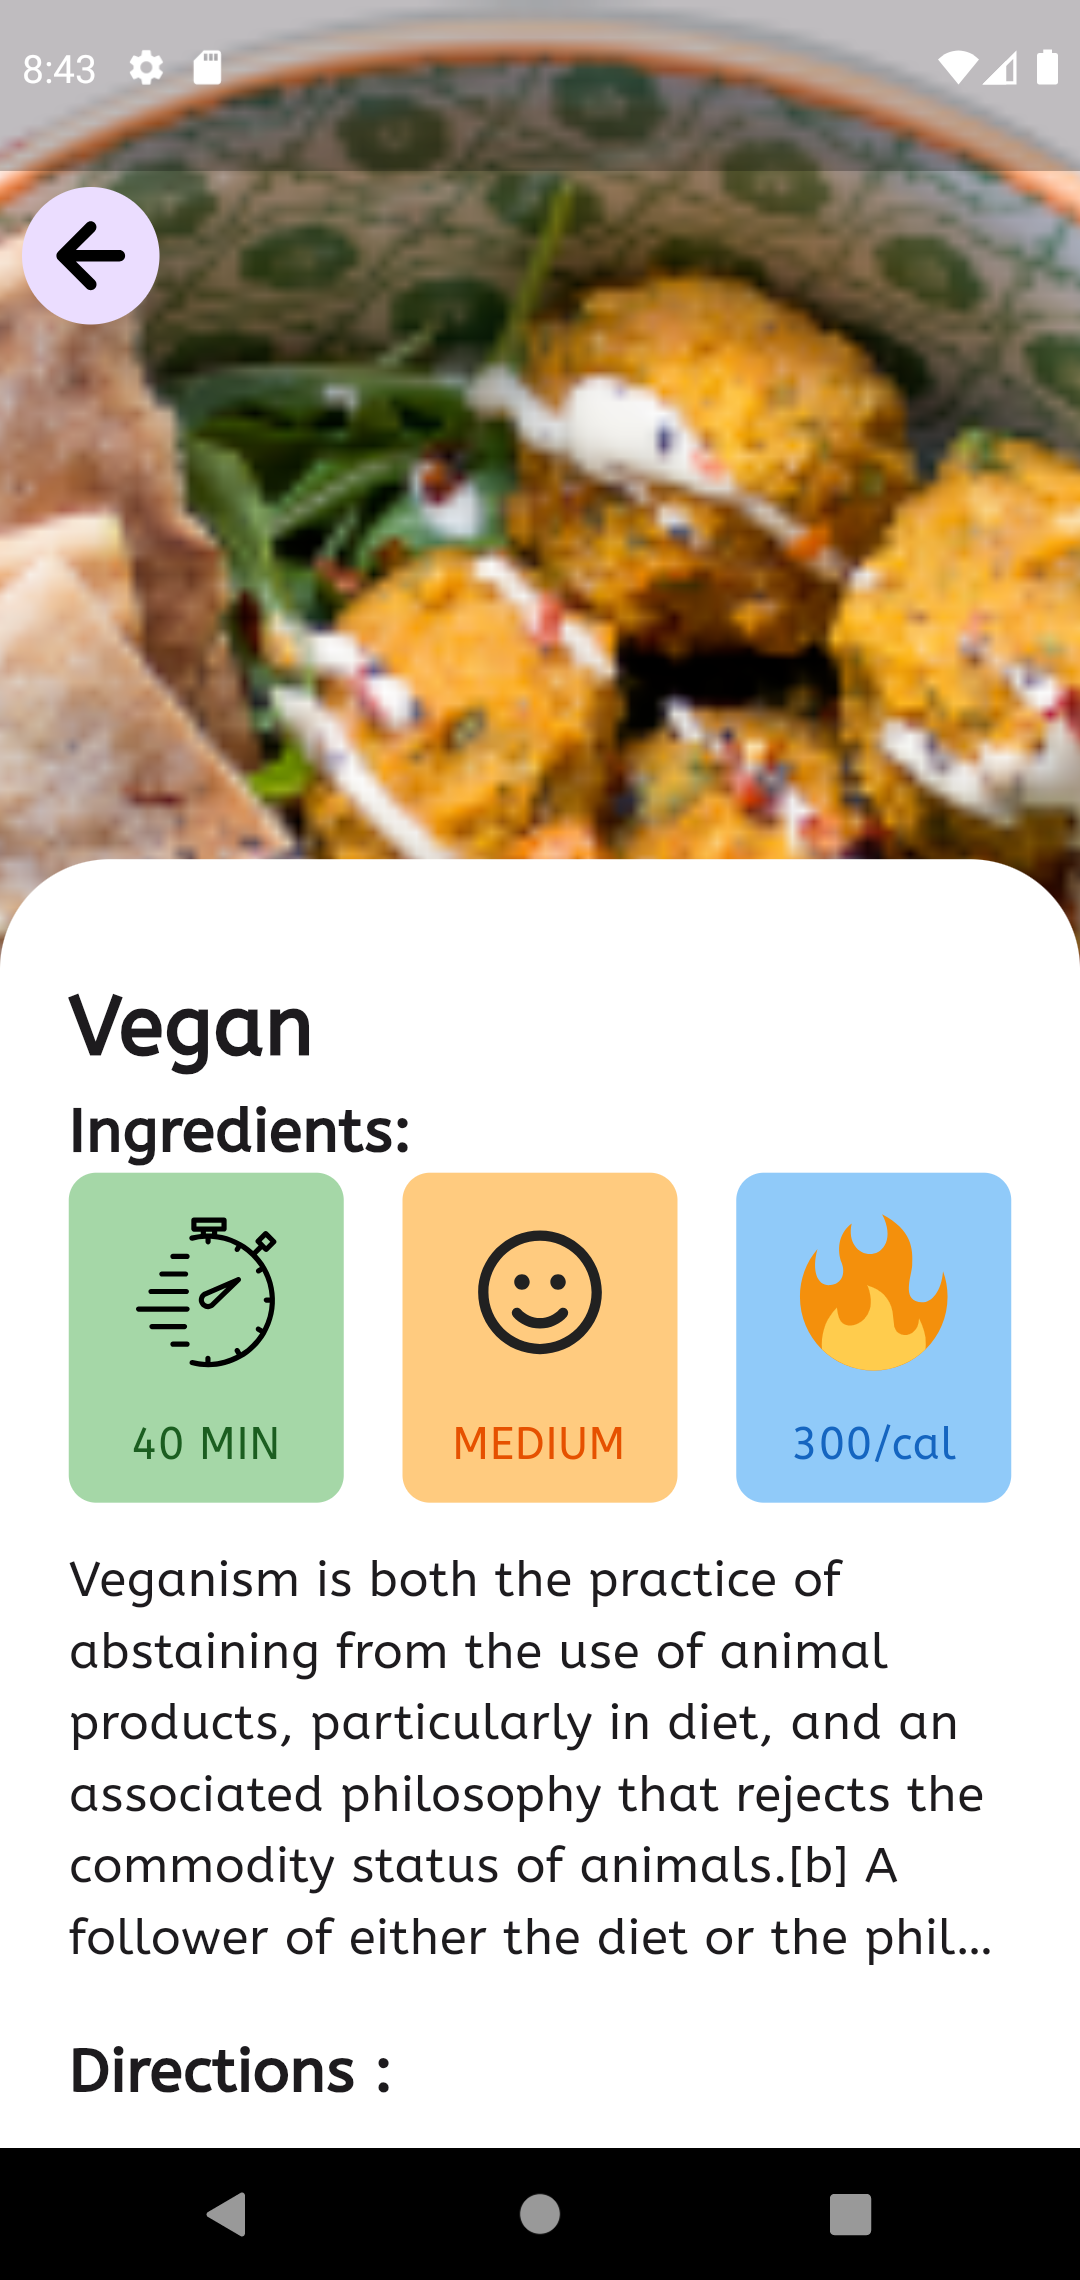 8:43
Vegan
Ingredients:
40 MIN
MEDIUM
300/cal
Veganism is both the practice of
abstaining from the use of animal
products, particularly in diet, and an
associated philosophy that rejects the
commodity status of animals.[b] A
follower of either the diet or the phil...
Directions :